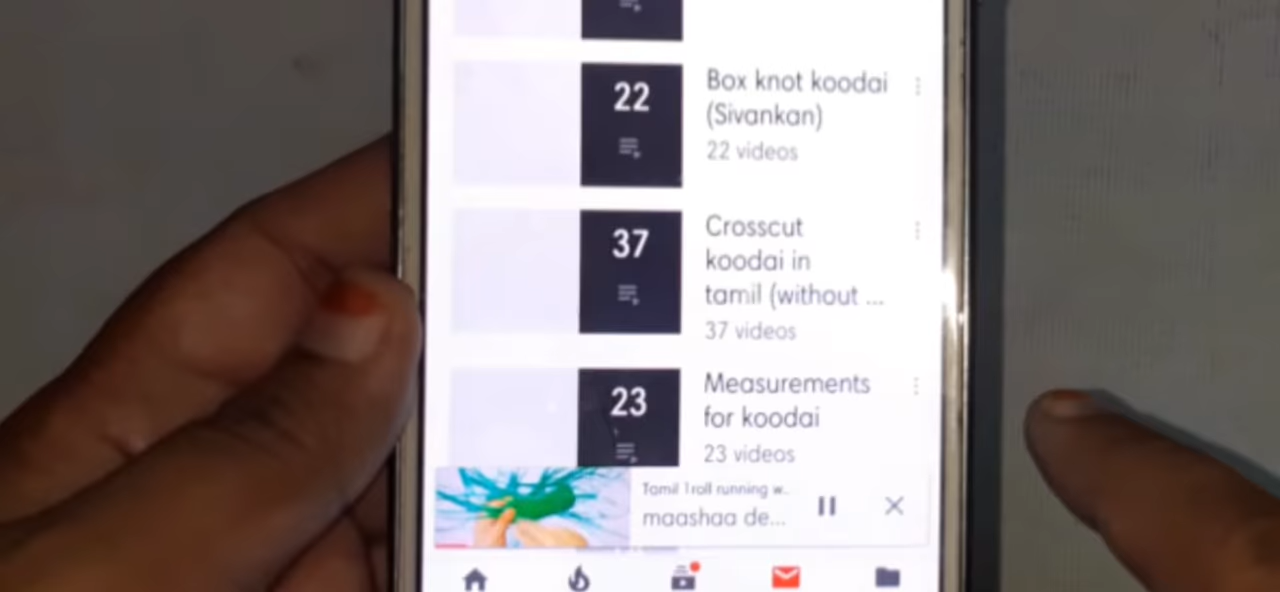 22
Box knot koodai
(Sivankan)
22 videos
37
Crosscut
koodai in
tamil (without ...
37 videos
23
Measurements
for koodai
23 videos
Tamil 1roll running w..
maashaa de...